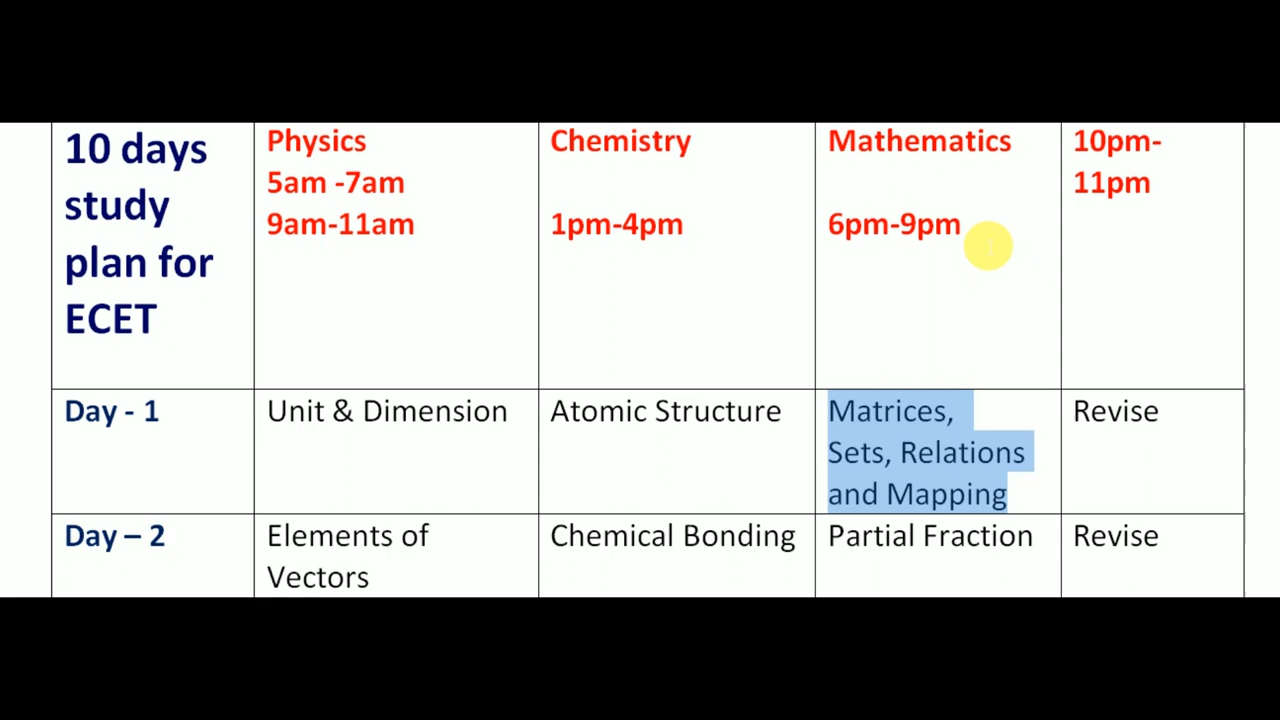 10 days
study
plan for
ECET
Physics
5am -7am
9am-11am
Chemistry
1pm-4pm
Mathematics
6pm-9pm
10pm-
11pm
Day - 1
Unit & Dimension
Atomic Structure
Matrices,
Sets, Relations
and Mapping
Revise
Day – 2
Elements of
Vectors
Chemical Bonding
Partial Fraction
Revise